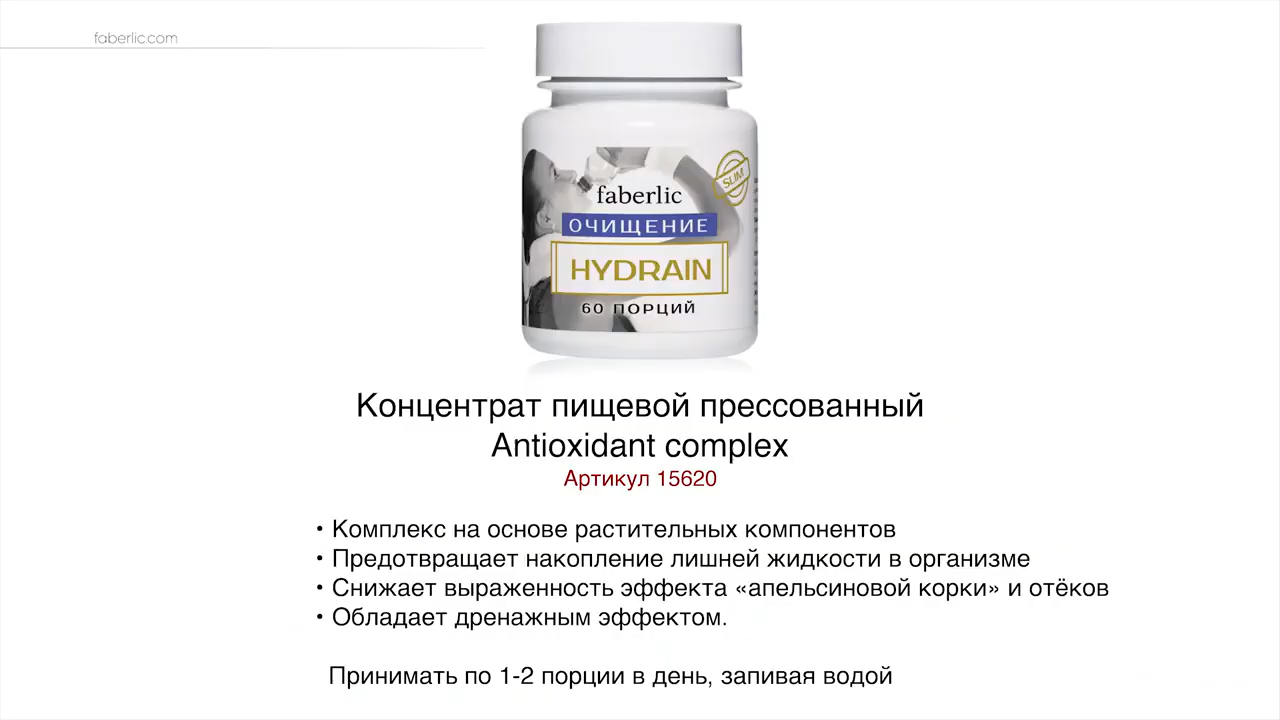 faberlic.com
SLIM
faberlic
ОЧИЩЕНИЕ
HYDRAIN
60 ПОРЦИЙ
Концентрат пищевой прессованный
Antioxidant complex
Артикул 15620
• Комплекс на основе растительных компонентов
• Предотвращает накопление лишней жидкости в организме
• Снижает выраженность эффекта «апельсиновой корки» и отёков
• Обладает дренажным эффектом.
Принимать по 1-2 порции в день, запивая водой